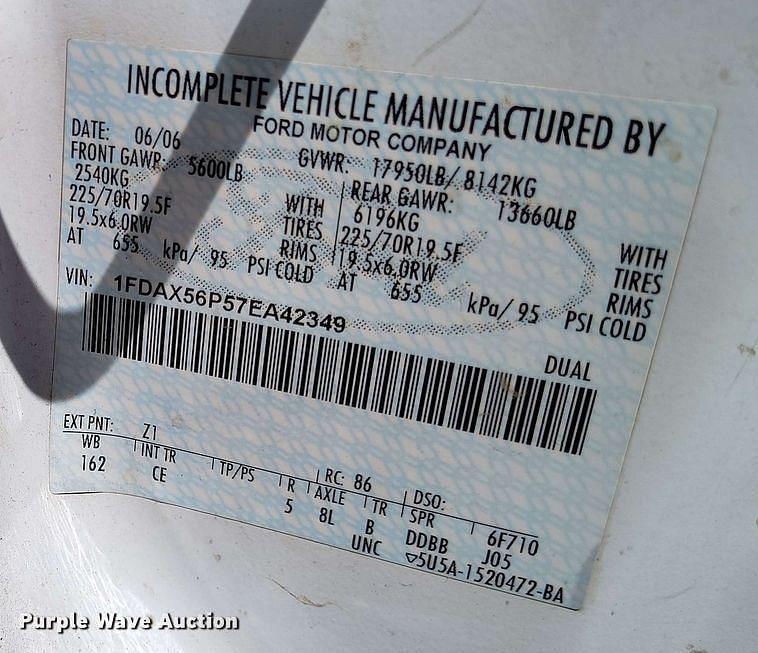 INCOMPLETE VEHICLE MANUFACTURED BY
FORD MOTOR COMPANY
DATE: 06/06 GVWR: 17950LB/ 8142KG
FRONT GAWR: 5600LB REAR GAWR: 13660LB
2540KG WITH 6196KG WITH
225/70R19.5F TIRES 225/70R19.5F TIRES
19.5x6.0RW RIMS 19.5x6.0RW RIMS
AT 655 kPa/ 95 PSI COLD AT 655 kPa/ 95 PSI COLD
VIN: 1FDAX56P57EA42349
DUAL
EXT PNT: Z1 RC: 86 DSO:
WB INT TR TP/PS R AXLE TR SPR 6F710
162 CE 5 8L B DDBB J05
UNC ▽5U5A-1520472-BA
Purple Wave Auction